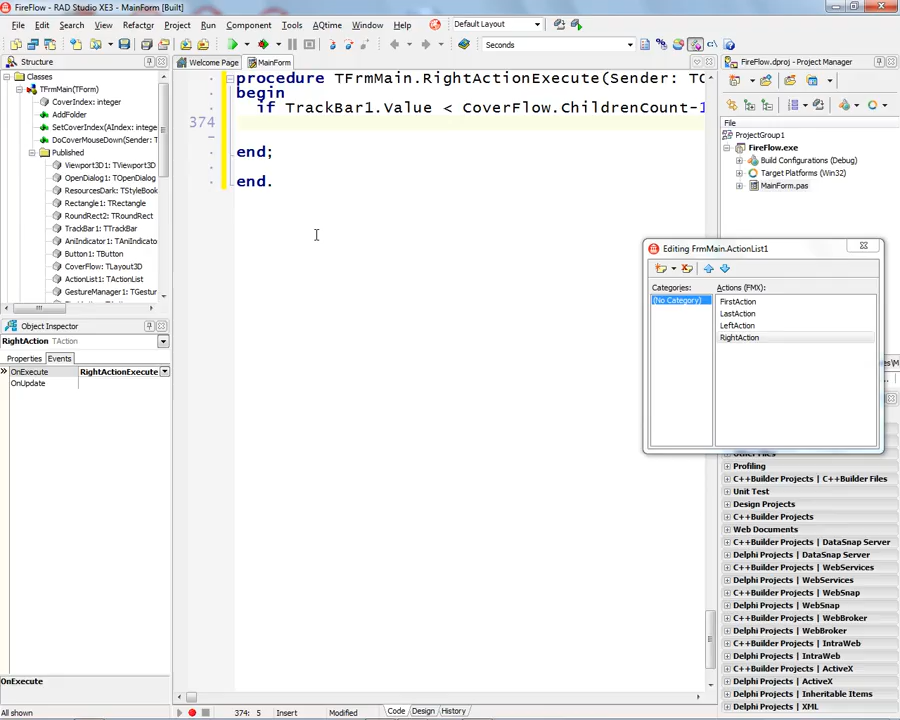 FireFlow - RAD Studio XE3 - MainForm [Built]
File Edit Search View Refactor Project Run Component Tools AQtime Window Help Default Layout
Seconds
Structure
Classes
TFrmMain(TForm)
CoverIndex: integer
AddFolder
SetCoverIndex(AIndex: intege
DoCoverMouseDown(Sender: T
Published
Viewport3D1: TViewport3D
OpenDialog1: TOpenDialog
ResourcesDark: TStyleBook
Rectangle1: TRectangle
RoundRect2: TRoundRect
TrackBar1: TTrackBar
AniIndicator1: TAniIndicato
Button1: TButton
CoverFlow: TLayout3D
ActionList1: TActionList
GestureManager1: TGestur
Object Inspector
RightAction TAction
Properties Events
OnExecute RightActionExecute
OnUpdate
OnExecute
All shown
Welcome Page MainForm
procedure TFrmMain.RightActionExecute(Sender: TO
begin
if TrackBar1.Value < CoverFlow.ChildrenCount-1
374
end;
end.
374: 5 Insert Modified Code Design History
FireFlow.dproj - Project Manager
File
ProjectGroup1
FireFlow.exe
Build Configurations (Debug)
Target Platforms (Win32)
MainForm.pas
Editing FrmMain.ActionList1
Categories: Actions (FMX):
(No Category)
FirstAction
LastAction
LeftAction
RightAction
Other Files
Profiling
C++Builder Projects | C++Builder Files
Unit Test
Design Projects
C++Builder Projects
Web Documents
C++Builder Projects | DataSnap Server
Delphi Projects | DataSnap Server
C++Builder Projects | WebServices
Delphi Projects | WebServices
C++Builder Projects | WebSnap
Delphi Projects | WebSnap
C++Builder Projects | WebBroker
Delphi Projects | WebBroker
C++Builder Projects | IntraWeb
Delphi Projects | IntraWeb
C++Builder Projects | ActiveX
Delphi Projects | ActiveX
Delphi Projects | Inheritable Items
Delphi Projects | XML